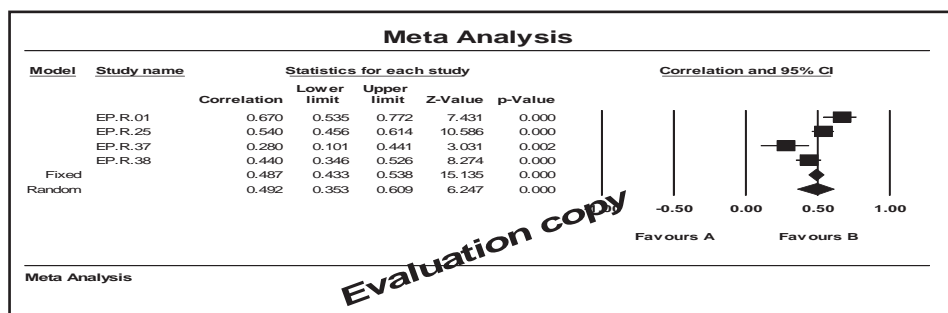 Meta Analysis
Model Study name Statistics for each study Correlation and 95% CI
Lower Upper
Correlation limit limit Z-Value p-Value
EP.R.01 0.670 0.535 0.772 7.431 0.000
EP.R.25 0.540 0.456 0.614 10.586 0.000
EP.R.37 0.280 0.101 0.441 3.031 0.002
EP.R.38 0.440 0.346 0.526 8.274 0.000
Fixed 0.487 0.433 0.538 15.135 0.000
Random 0.492 0.353 0.609 6.247 0.000
-1.00 -0.50 0.00 0.50 1.00
Favours A Favours B
Evaluation copy
Meta Analysis